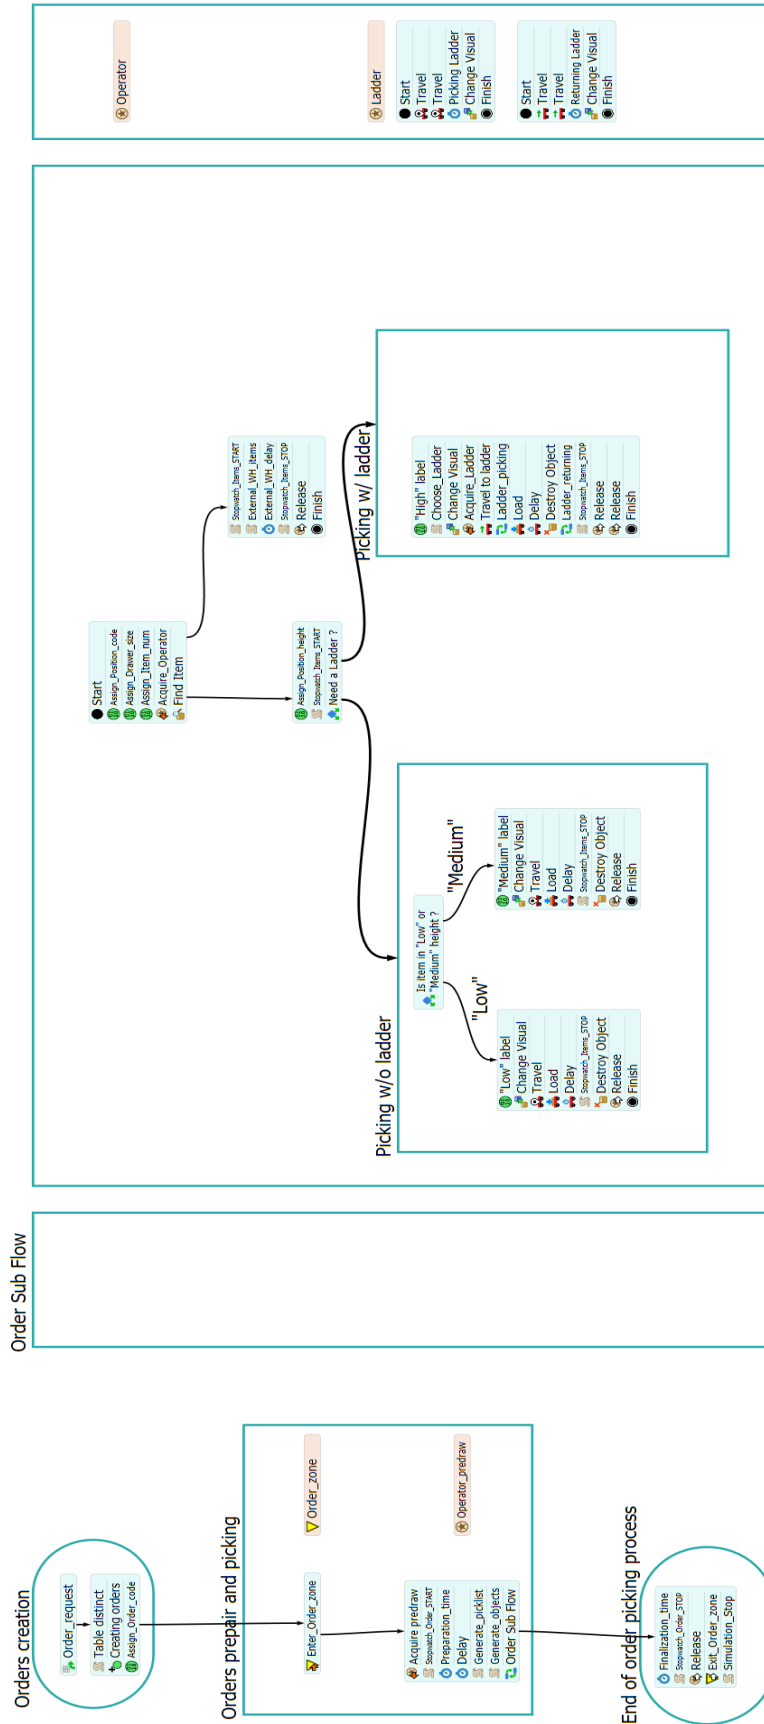 Orders creation
Order_request
Table distinct
Creating orders
Assign_Order_code
Orders prepair and picking
Enter_Order_zone
Order_zone
Acquire predraw
Stopwatch_Order_START
Preparation_time
Delay
Generate_picklist
Generate_objects
Order Sub Flow
Operator_predraw
End of order picking process
Finalization_time
Stopwatch_Order_STOP
Release
Exit_Order_zone
Simulation_Stop
Order Sub Flow
Start
Assign_Position_code
Assign_Drawer_size
Assign_Item_num
Acquire_Operator
Find Item
Stopwatch_Items_START
External_WH_items
External_WH_delay
Stopwatch_Items_STOP
Release
Finish
Assign_Position_height
Stopwatch_Items_START
Need a Ladder ?
Picking w/o ladder
Is item in "Low" or
"Medium" height ?
"Low"
"Medium"
"Low" label
Change Visual
Travel
Load
Delay
Stopwatch_Items_STOP
Destroy Object
Release
Finish
"Medium" label
Change Visual
Travel
Load
Delay
Stopwatch_Items_STOP
Destroy Object
Release
Finish
Picking w/ ladder
"High" label
Choose_Ladder
Change Visual
Acquire_Ladder
Travel to ladder
Ladder_picking
Load
Delay
Destroy Object
Ladder_returning
Stopwatch_Items_STOP
Release
Release
Finish
Operator
Ladder
Start
Travel
Travel
Picking Ladder
Change Visual
Finish
Start
Travel
Travel
Returning Ladder
Change Visual
Finish